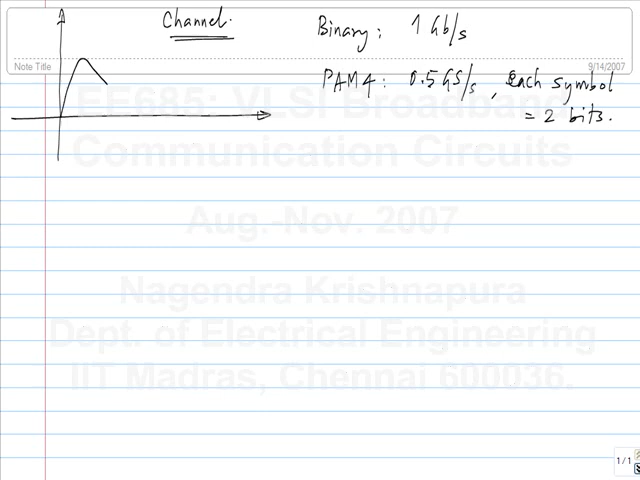 Channel.
Binary: 1 Gb/s
Note Title
9/14/2007
PAM4: 0.5 GS/s, each symbol
= 2 bits.
EE685: VLSI Broadband
Communication Circuits
Aug.-Nov. 2007
Nagendra Krishnapura
Dept. of Electrical Engineering
IIT Madras, Chennai 600036.
1/1